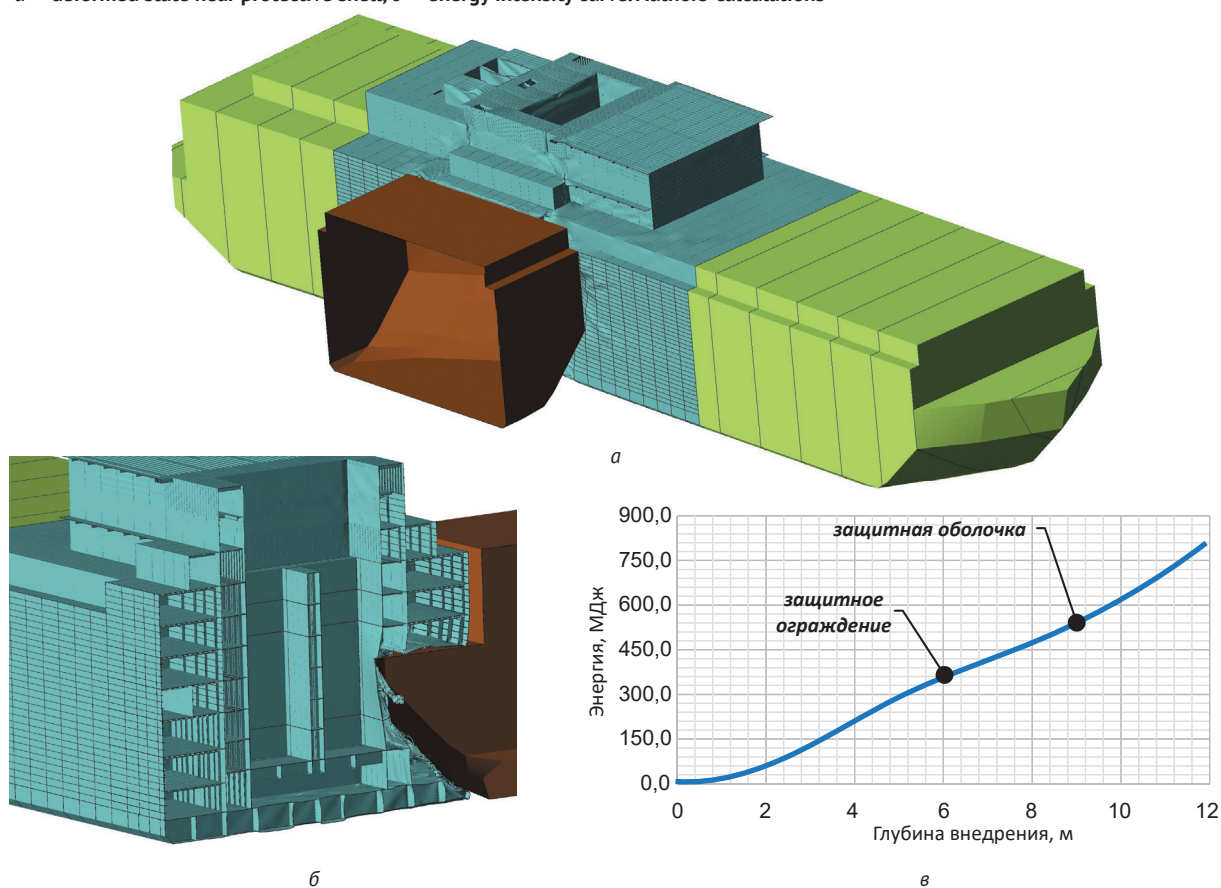 а
защитная оболочка
защитное
ограждение
Энергия, МДж
900,0
750,0
600,0
450,0
300,0
150,0
0,0
0 2 4 6 8 10 12
Глубина внедрения, м
б
в